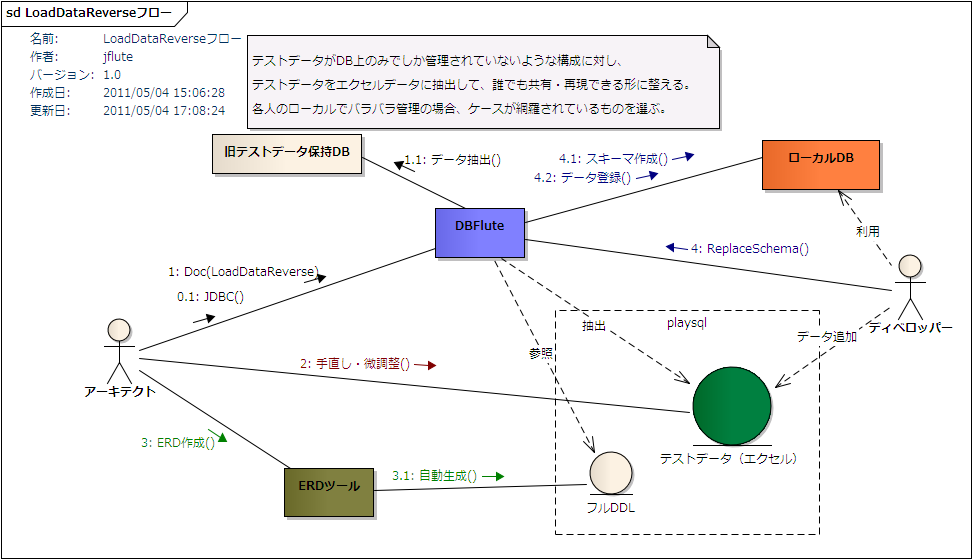 sd LoadDataReverseフロー
名前: LoadDataReverseフロー
作者: jflute
バージョン: 1.0
作成日: 2011/05/04 15:06:28
更新日: 2011/05/04 17:08:24
テストデータがDB上のみでしか管理されていないような構成に対し、
テストデータをエクセルデータに抽出して、誰でも共有・再現できる形に整える。
各人のローカルでバラバラ管理の場合、ケースが網羅されているものを選ぶ。
旧テストデータ保持DB
1.1: データ抽出()
4.1: スキーマ作成()
4.2: データ登録()
ローカルDB
DBFlute
利用
4: ReplaceSchema()
1: Doc(LoadDataReverse)
0.1: JDBC()
ディベロッパー
抽出
playsql
データ追加
参照
2: 手直し・微調整()
アーキテクト
3: ERD作成()
テストデータ（エクセル）
ERDツール
3.1: 自動生成()
フルDDL